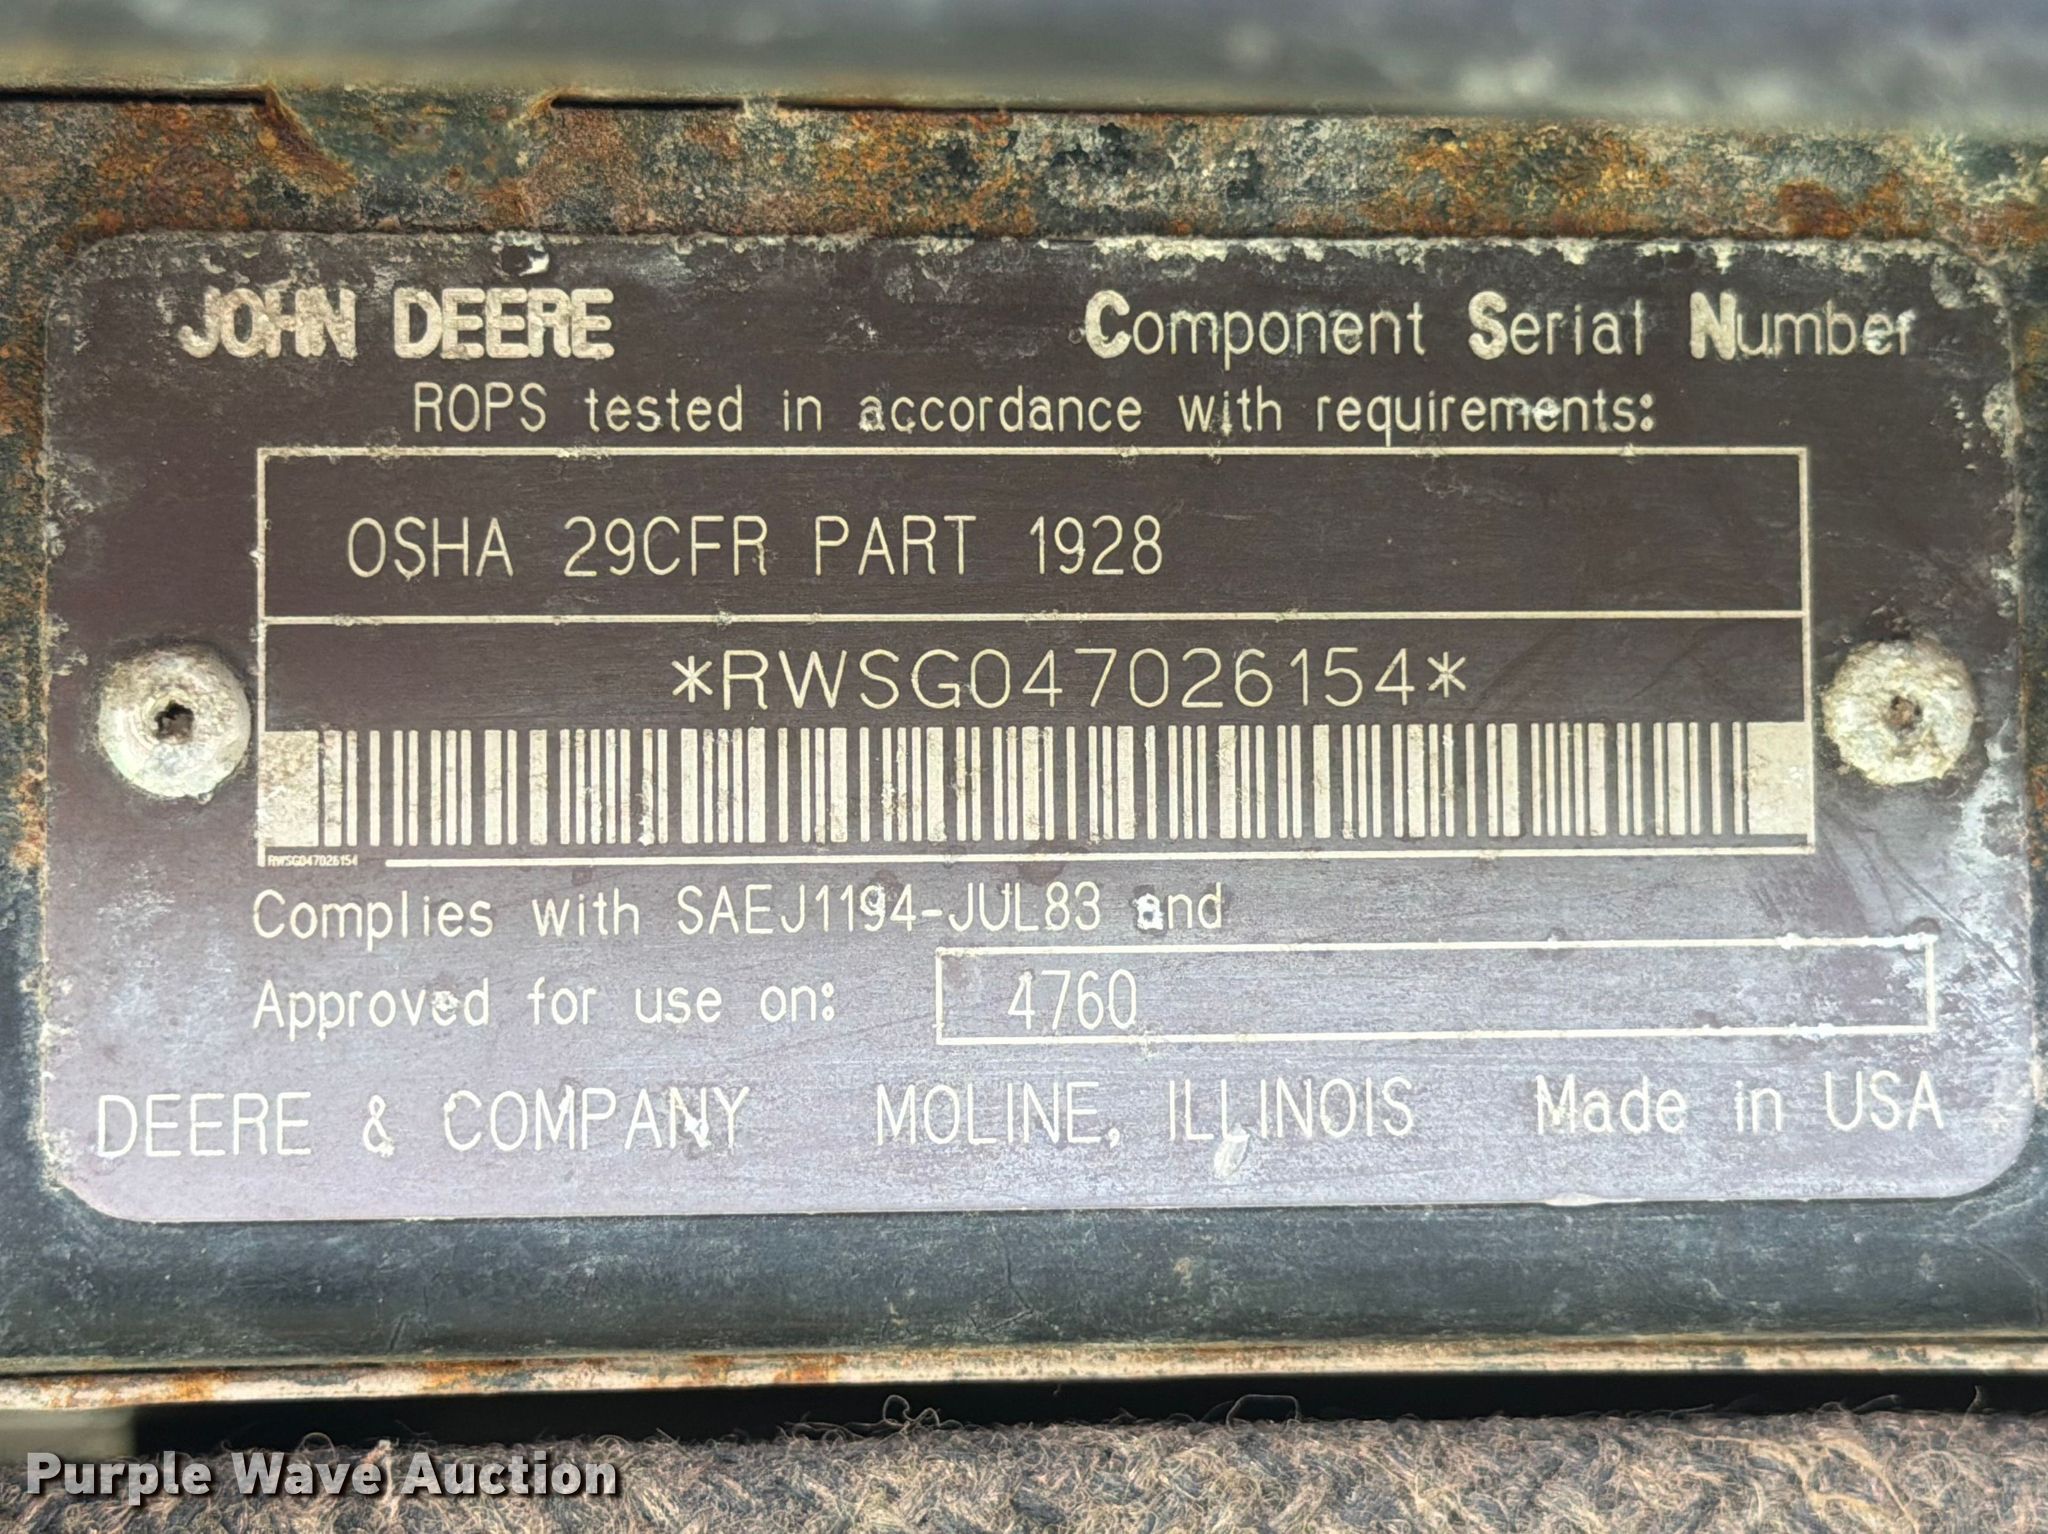 JOHN DEERE Component Serial Number
ROPS tested in accordance with requirements:
OSHA 29CFR PART 1928
*RWSG047026154*
RWSG047026154
Complies with SAEJ1194-JUL83 and
Approved for use on: 4760
DEERE & COMPANY MOLINE, ILLINOIS Made in USA
Purple Wave Auction